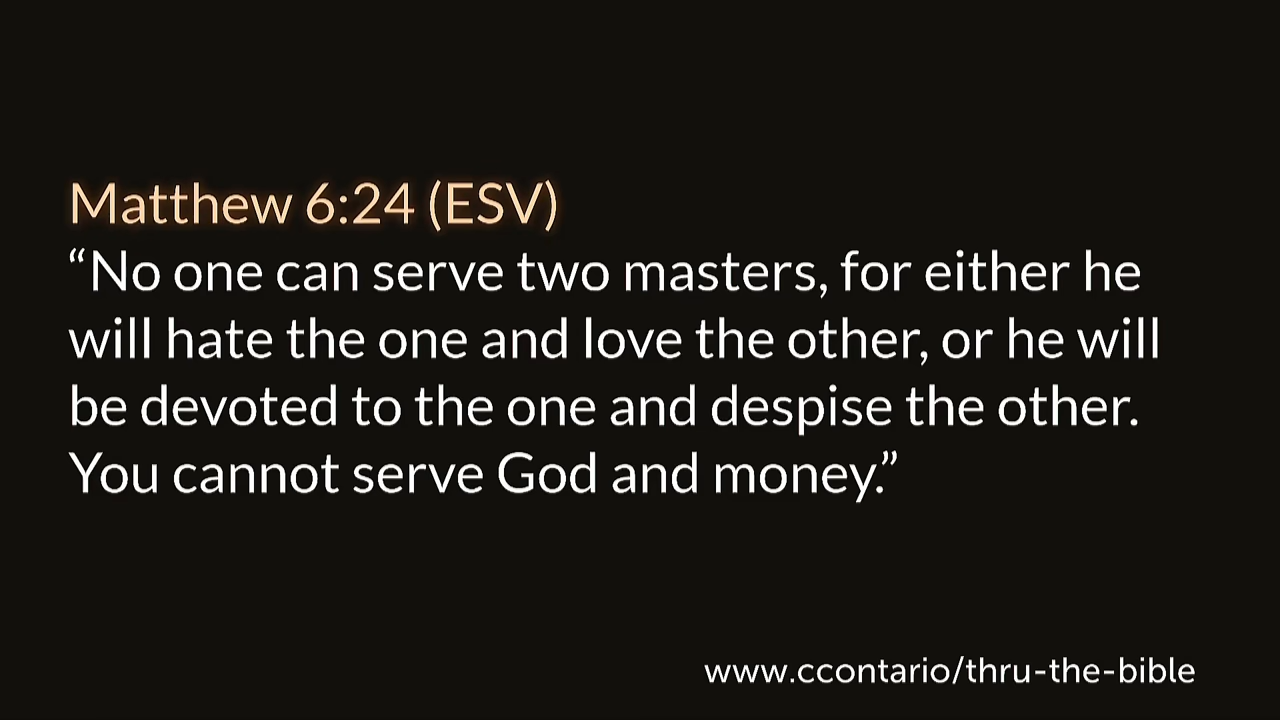 Matthew 6:24 (ESV)
“No one can serve two masters, for either he
will hate the one and love the other, or he will
be devoted to the one and despise the other.
You cannot serve God and money.”
www.ccontario/thru-the-bible